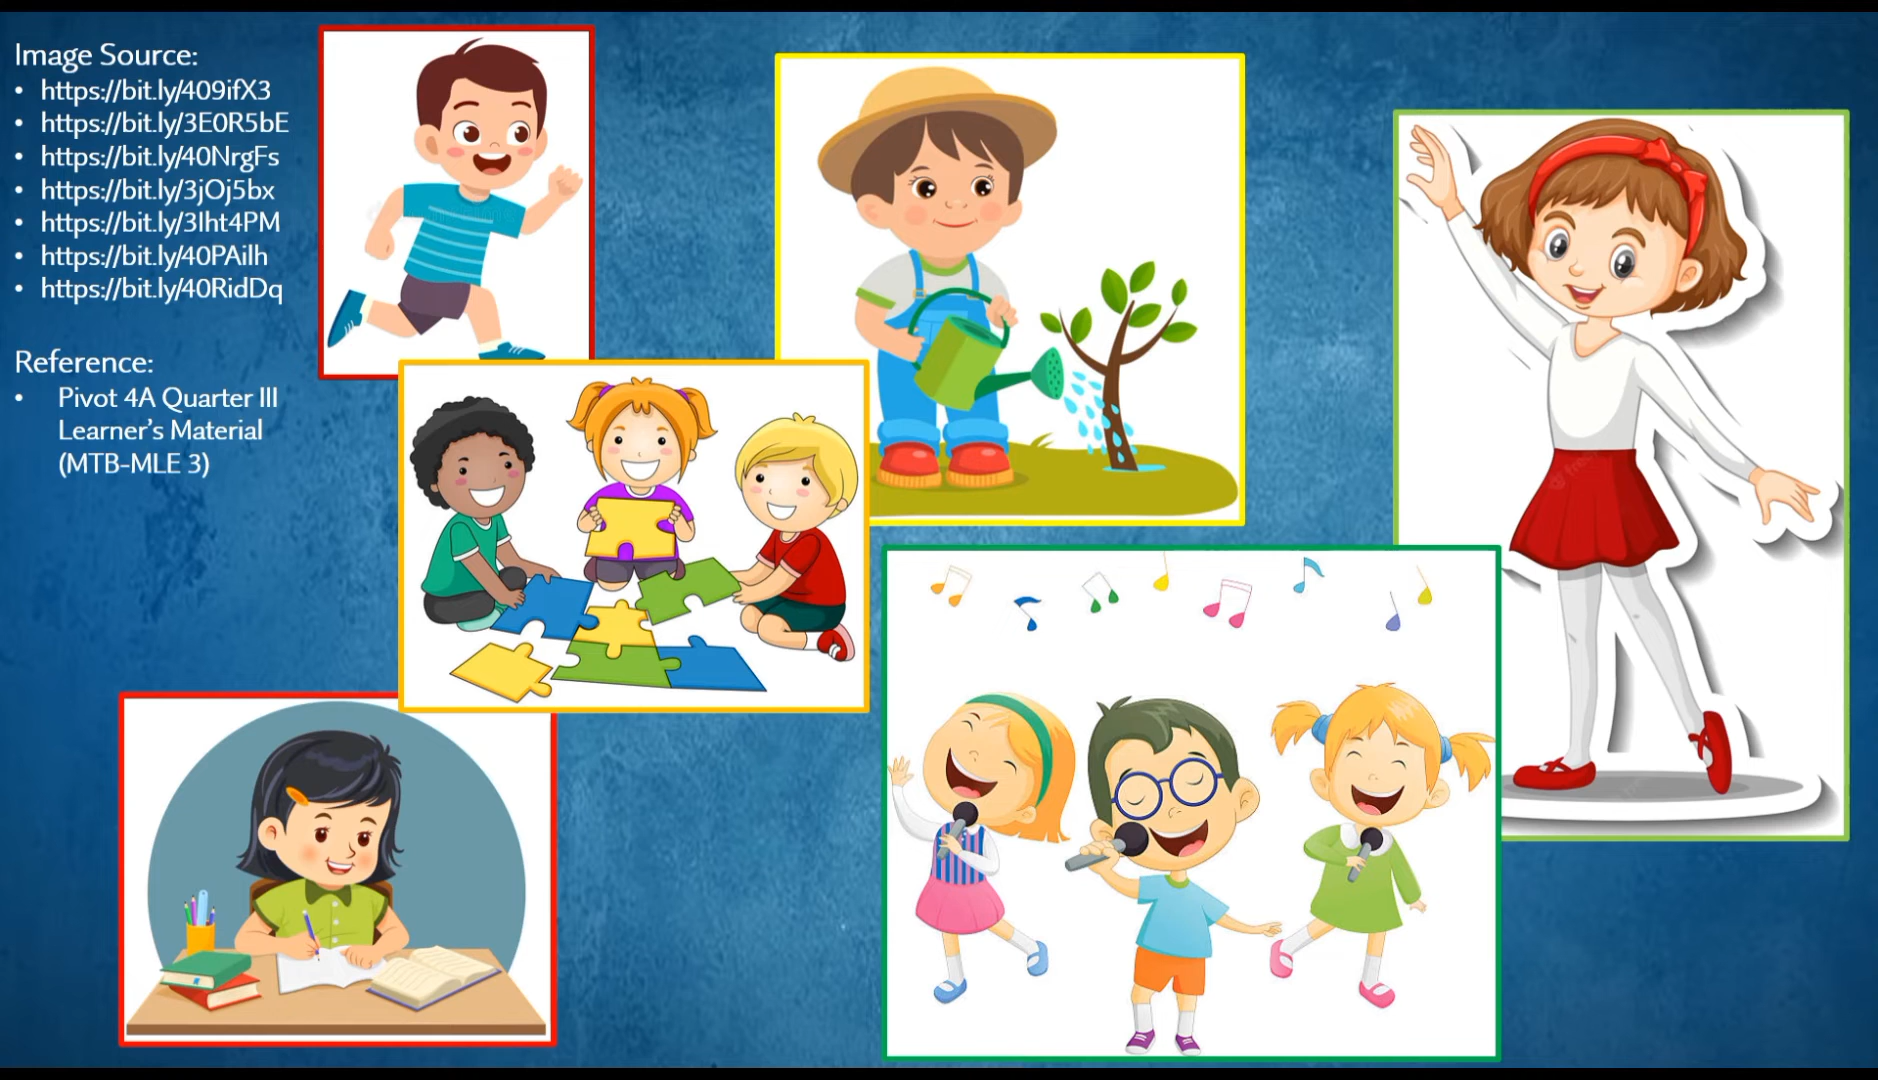 Image Source:
• https://bit.ly/409ifX3
• https://bit.ly/3E0R5bE
• https://bit.ly/40NrgFs
• https://bit.ly/3jOj5bx
• https://bit.ly/3lht4PM
• https://bit.ly/40PAilh
• https://bit.ly/40RidDq
Reference:
• Pivot 4A Quarter III
Learner's Material
(MTB-MLE 3)